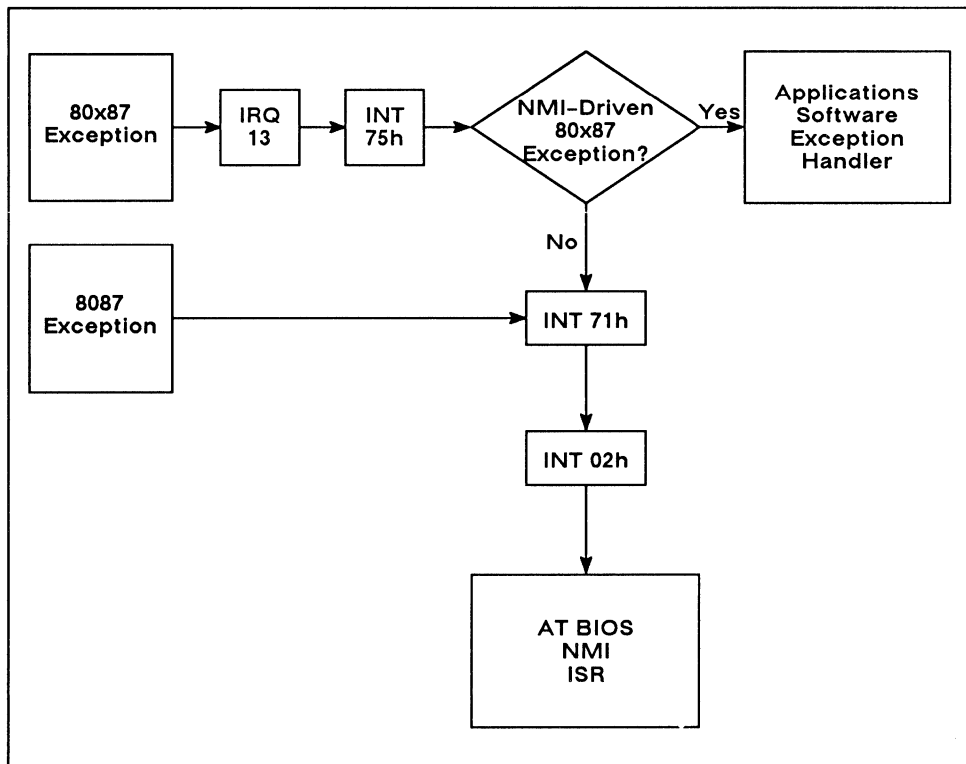 80x87
Exception
IRQ
13
INT
75h
NMI-Driven
80x87
Exception?
Yes
Applications
Software
Exception
Handler
No
8087
Exception
INT 71h
INT 02h
AT BIOS
NMI
ISR